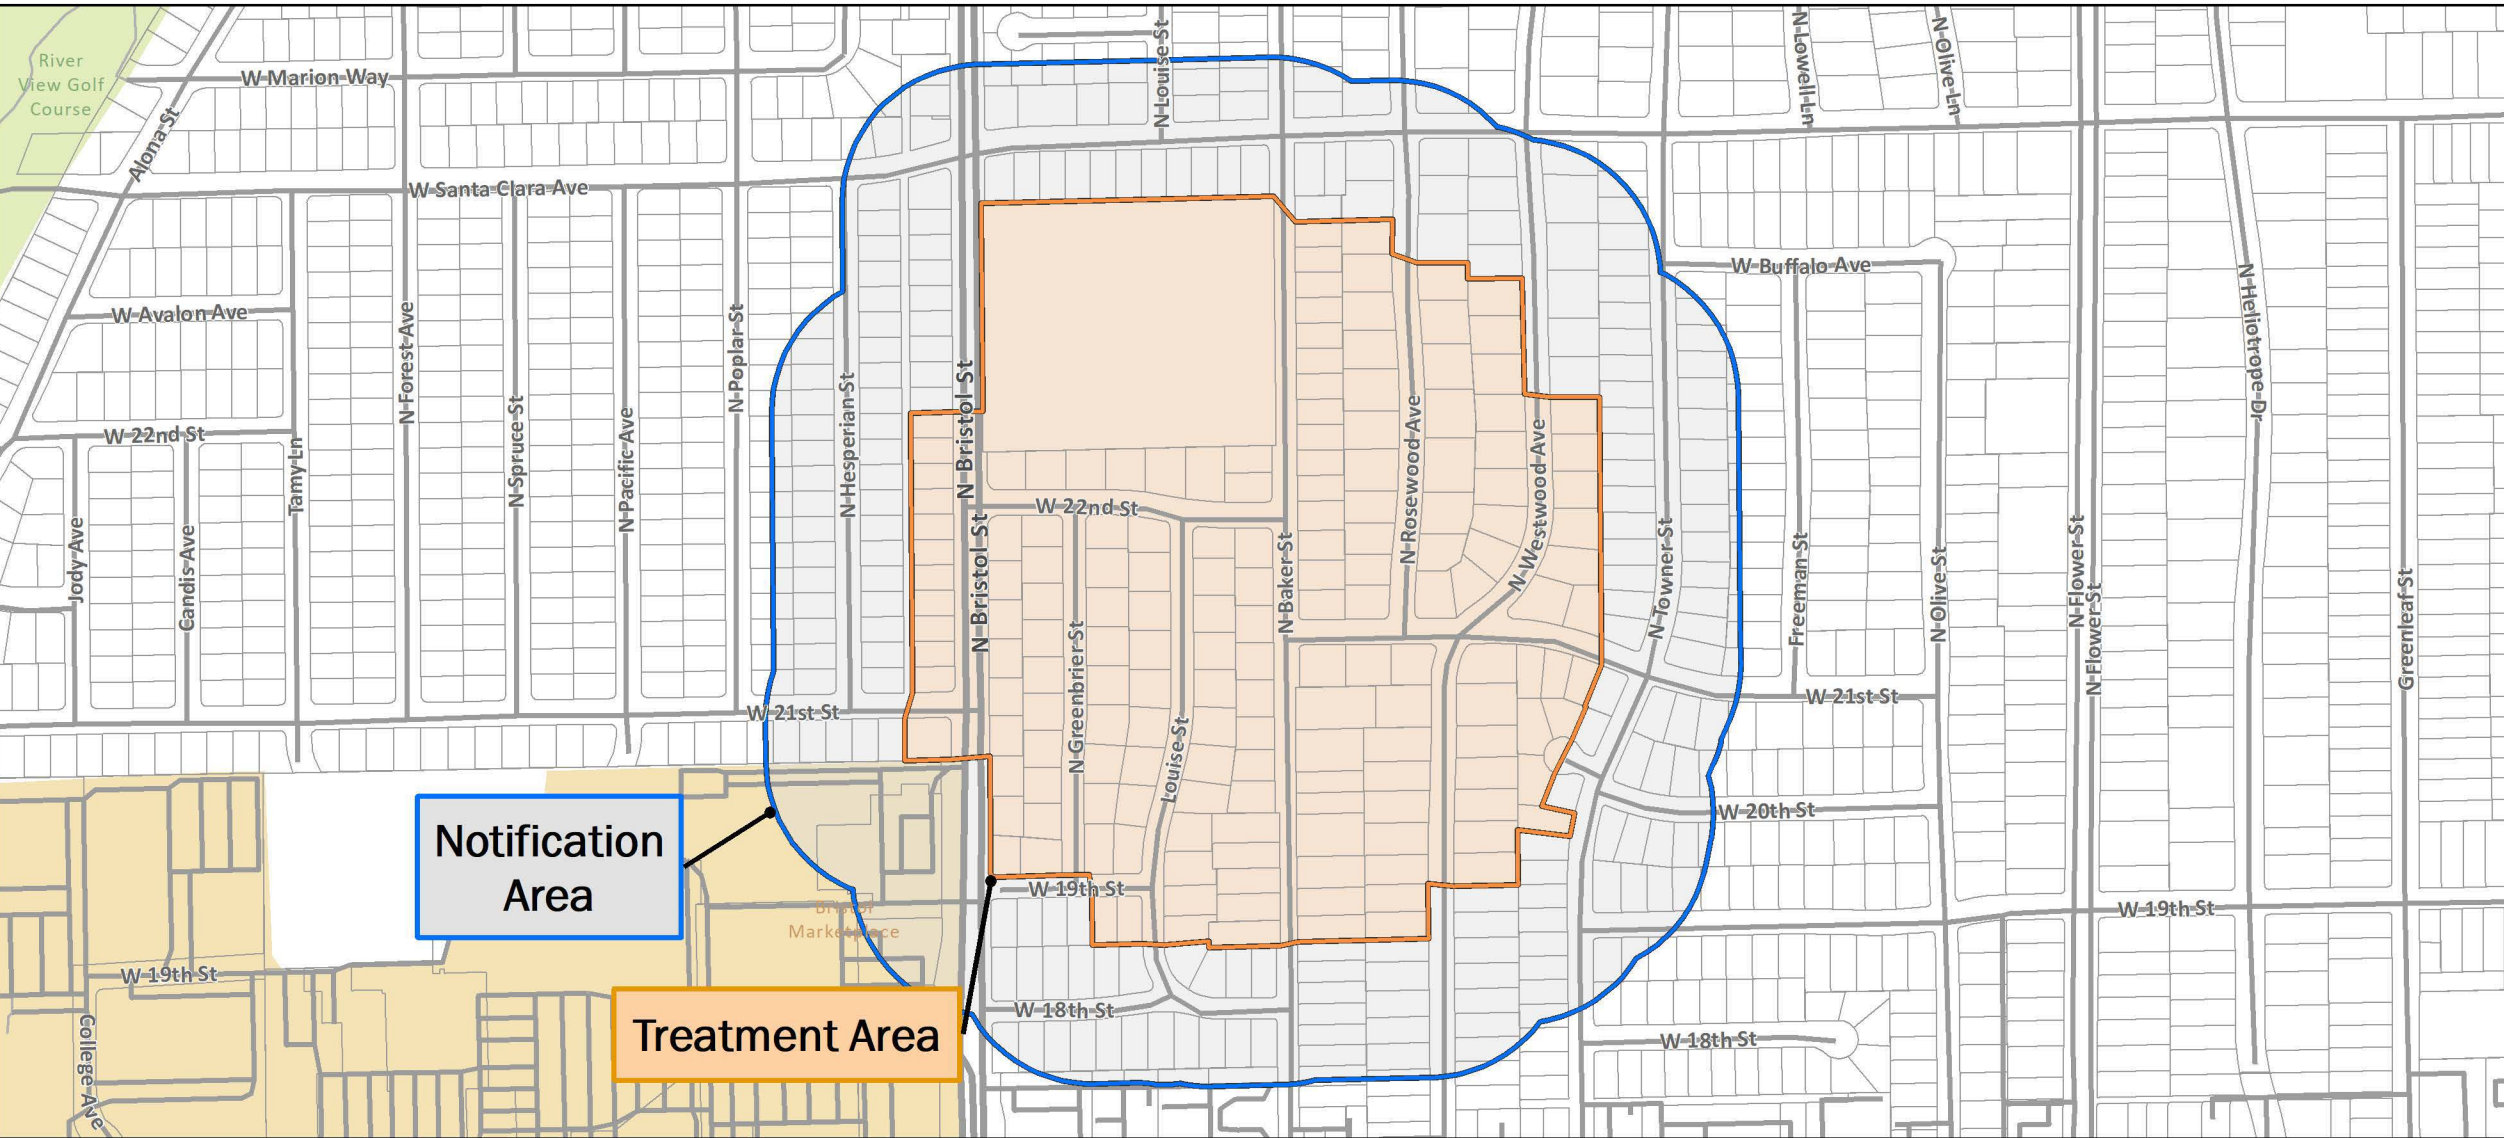 River
View Golf
Course
W Marion Way
Alona St
N Louise St
N Lowell Ln
N Olive Ln
W Santa Clara Ave
W Buffalo Ave
W Avalon Ave
N Forest Ave
N Poplar St
N Hesperian St
N Bristol St
N Heliotrope Dr
W 22nd St
Tamy Ln
N Spruce St
N Pacific Ave
W 22nd St
N Rosewood Ave
N Westwood Ave
Jody Ave
Candis Ave
N Bristol St
N Greenbrier St
N Baker St
N Towner St
Freeman St
N Olive St
N Flower St
N Flower St
Greenleaf St
W 21st St
Louise St
W 21st St
W 20th St
Notification
Area
W 19th St
Bristol
Marketplace
W 19th St
W 19th St
College Ave
Treatment Area
W 18th St
W 18th St